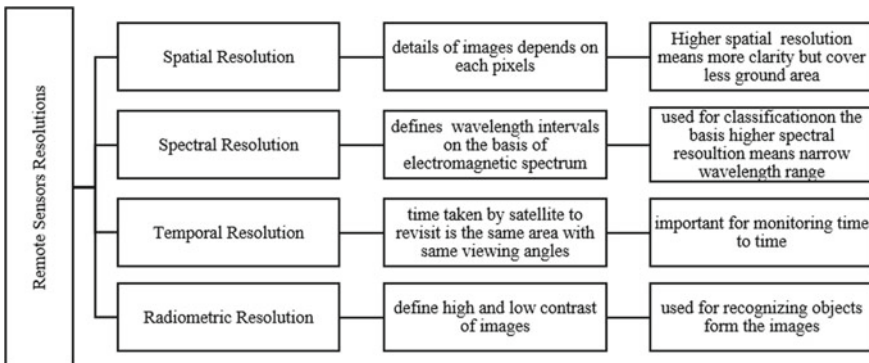 Remote Sensors Resolutions
Spatial Resolution
details of images depends on
each pixels
Higher spatial resolution
means more clarity but cover
less ground area
Spectral Resolution
defines wavelength intervals
on the basis of
electromagnetic spectrum
used for classificationon the
basis higher spectral
resoultion means narrow
wavelength range
Temporal Resolution
time taken by satellite to
revisit is the same area with
same viewing angles
important for monitoring time
to time
Radiometric Resolution
define high and low contrast
of images
used for recognizing objects
form the images